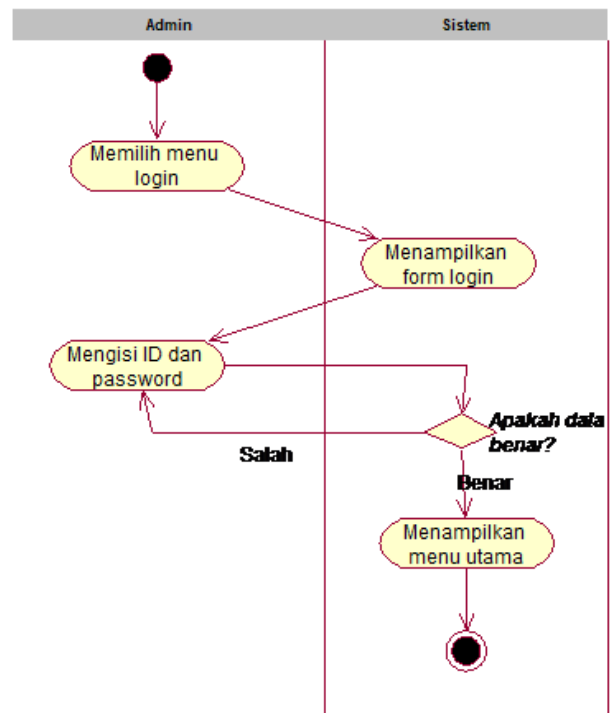 Admin
Sistem
Memilih menu
login
Menampilkan
form login
Mengisi ID dan
password
Apakah data
benar?
Salah
Benar
Menampilkan
menu utama